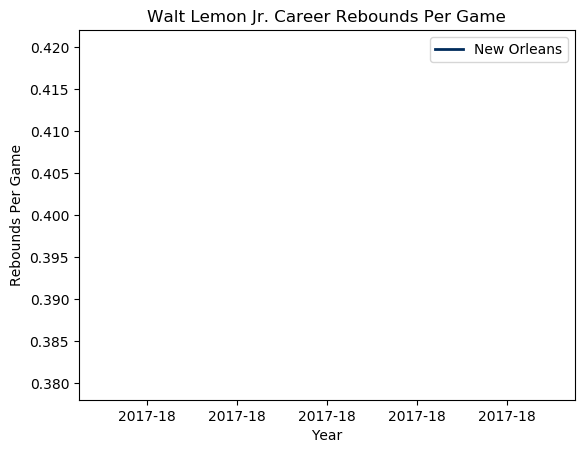 Walt Lemon Jr. Career Rebounds Per Game
New Orleans
0.420
0.415
0.410
0.405
0.400
0.395
0.390
0.385
0.380
Rebounds Per Game
2017-18 2017-18 2017-18 2017-18 2017-18
Year